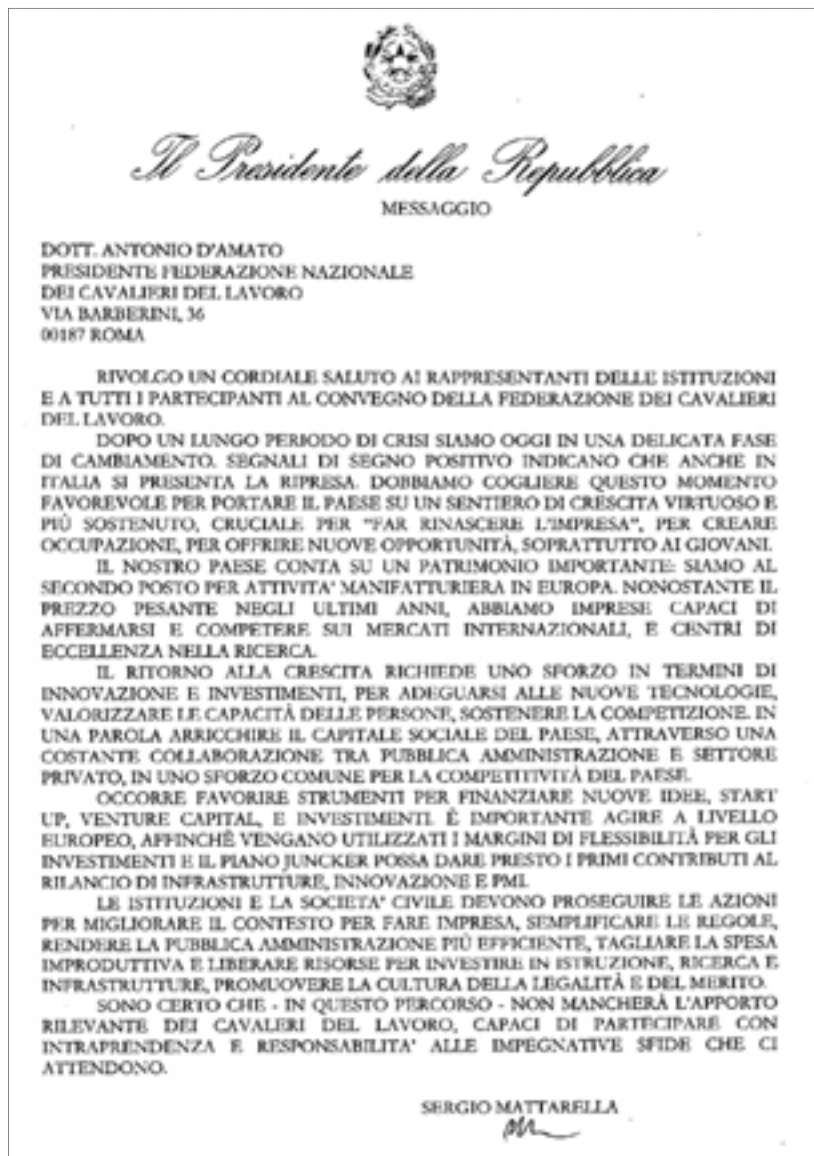 Il Presidente della Repubblica
MESSAGGIO
DOTT. ANTONIO D'AMATO
PRESIDENTE FEDERAZIONE NAZIONALE
DEI CAVALIERI DEL LAVORO
VIA BARBERINI, 36
00187 ROMA
RIVOLGO UN CORDIALE SALUTO AI RAPPRESENTANTI DELLE ISTITUZIONI
E A TUTTI I PARTECIPANTI AL CONVEGNO DELLA FEDERAZIONE DEI CAVALIERI
DEL LAVORO.
DOPO UN LUNGO PERIODO DI CRISI SIAMO OGGI IN UNA DELICATA FASE
DI CAMBIAMENTO. SEGNALI DI SEGNO POSITIVO INDICANO CHE ANCHE IN
ITALIA SI PRESENTA LA RIPRESA. DOBBIAMO COGLIERE QUESTO MOMENTO
FAVOREVOLE PER PORTARE IL PAESE SU UN SENTIERO DI CRESCITA VIRTUOSO E
PIÙ SOSTENUTO, CRUCIALE PER "FAR RINASCERE L'IMPRESA", PER CREARE
OCCUPAZIONE, PER OFFRIRE NUOVE OPPORTUNITÀ, SOPRATTUTTO AI GIOVANI.
IL NOSTRO PAESE CONTA SU UN PATRIMONIO IMPORTANTE: SIAMO AL
SECONDO POSTO PER ATTIVITA' MANIFATTURIERA IN EUROPA. NONOSTANTE IL
PREZZO PESANTE NEGLI ULTIMI ANNI, ABBIAMO IMPRESE CAPACI DI
AFFERMARSI E COMPETERE SUI MERCATI INTERNAZIONALI, E CENTRI DI
ECCELLENZA NELLA RICERCA.
IL RITORNO ALLA CRESCITA RICHIEDE UNO SFORZO IN TERMINI DI
INNOVAZIONE E INVESTIMENTI, PER ADEGUARSI ALLE NUOVE TECNOLOGIE,
VALORIZZARE LE CAPACITÀ DELLE PERSONE, SOSTENERE LA COMPETIZIONE. IN
UNA PAROLA ARRICCHIRE IL CAPITALE SOCIALE DEL PAESE, ATTRAVERSO UNA
COSTANTE COLLABORAZIONE TRA PUBBLICA AMMINISTRAZIONE E SETTORE
PRIVATO, IN UNO SFORZO COMUNE PER LA COMPETITIVITÀ DEL PAESE.
OCCORRE FAVORIRE STRUMENTI PER FINANZIARE NUOVE IDEE, START
UP, VENTURE CAPITAL, E INVESTIMENTI. È IMPORTANTE AGIRE A LIVELLO
EUROPEO, AFFINCHÈ VENGANO UTILIZZATI I MARGINI DI FLESSIBILITÀ PER GLI
INVESTIMENTI E IL PIANO JUNCKER POSSA DARE PRESTO I PRIMI CONTRIBUTI AL
RILANCIO DI INFRASTRUTTURE, INNOVAZIONE E PMI.
LE ISTITUZIONI E LA SOCIETA' CIVILE DEVONO PROSEGUIRE LE AZIONI
PER MIGLIORARE IL CONTESTO PER FARE IMPRESA, SEMPLIFICARE LE REGOLE,
RENDERE LA PUBBLICA AMMINISTRAZIONE PIÙ EFFICIENTE, TAGLIARE LA SPESA
IMPRODUTTIVA E LIBERARE RISORSE PER INVESTIRE IN ISTRUZIONE, RICERCA E
INFRASTRUTTURE, PROMUOVERE LA CULTURA DELLA LEGALITÀ E DEL MERITO.
SONO CERTO CHE - IN QUESTO PERCORSO - NON MANCHERÀ L'APPORTO
RILEVANTE DEI CAVALERI DEL LAVORO, CAPACI DI PARTECIPARE CON
INTRAPRENDENZA E RESPONSABILITA' ALLE IMPEGNATIVE SFIDE CHE CI
ATTENDONO.
SERGIO MATTARELLA